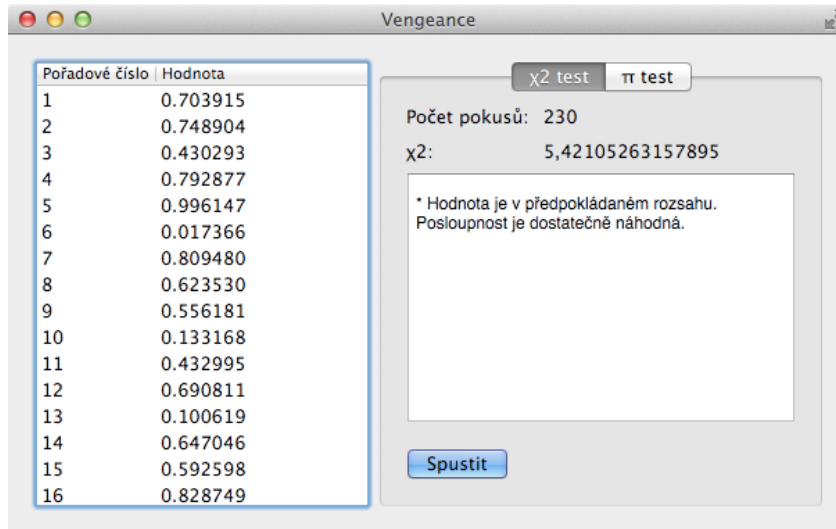 Vengeance
Pořadové číslo Hodnota
1 0.703915
2 0.748904
3 0.430293
4 0.792877
5 0.996147
6 0.017366
7 0.809480
8 0.623530
9 0.556181
10 0.133168
11 0.432995
12 0.690811
13 0.100619
14 0.647046
15 0.592598
16 0.828749
χ2 test π test
Počet pokusů: 230
χ2: 5,42105263157895
* Hodnota je v předpokládaném rozsahu.
Posloupnost je dostatečně náhodná.
Spustit